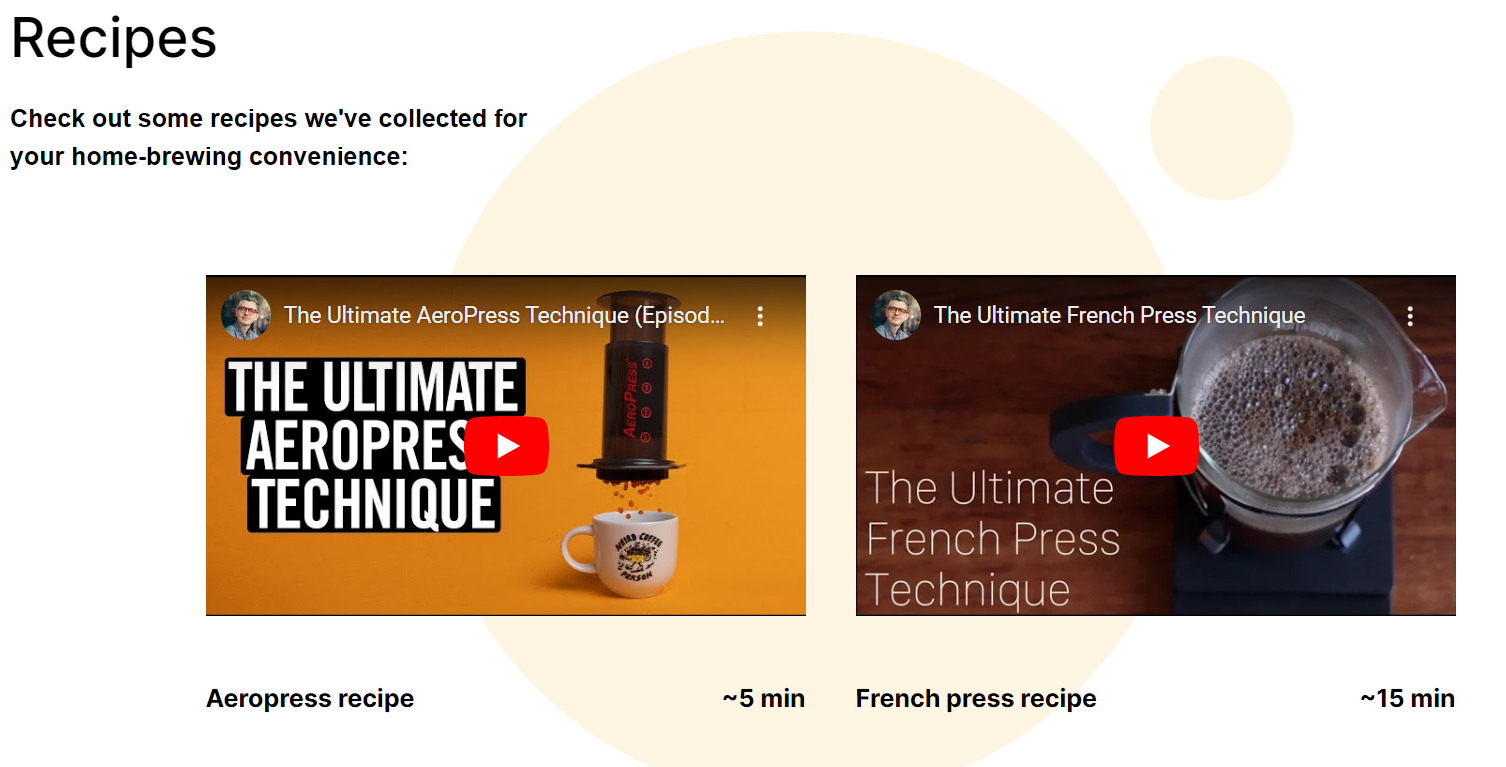 Recipes
Check out some recipes we've collected for
your home-brewing convenience:
The Ultimate AeroPress Technique (Episod...
THE ULTIMATE
AEROPRES
TECHNIQUE
AEROPRESS
WEIRD COFFEE
PERSON
The Ultimate French Press Technique
The Ultimate
French Press
Technique
Aeropress recipe
~5 min
French press recipe
~15 min